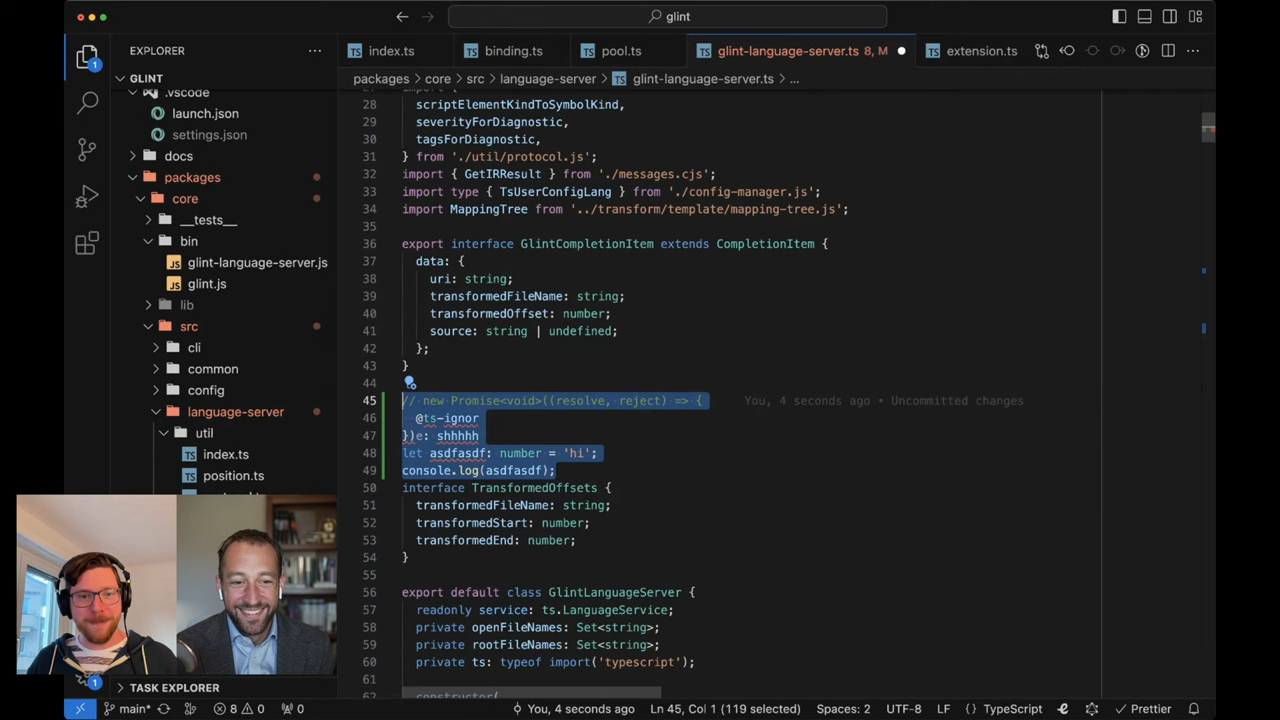 glint
EXPLORER
index.ts
binding.ts
pool.ts
glint-language-server.ts 8, M
extension.ts
GLINT
packages > core > src > language-server > glint-language-server.ts > ...
.vscode
launch.json
settings.json
docs
packages
core
__tests__
bin
glint-language-server.js
glint.js
lib
src
cli
common
config
language-server
util
index.ts
position.ts
1
1
TASK EXPLORER
28 scriptElementKindToSymbolKind,
29 severityForDiagnostic,
30 tagsForDiagnostic,
31 } from './util/protocol.js';
32 import { GetIRResult } from './messages.cjs';
33 import type { TsUserConfigLang } from './config-manager.js';
34 import MappingTree from '../transform/template/mapping-tree.js';
35
36 export interface GlintCompletionItem extends CompletionItem {
37 data: {
38 uri: string;
39 transformedFileName: string;
40 transformedOffset: number;
41 source: string | undefined;
42 };
43 }
44
45 // new Promise<void>((resolve, reject) => { You, 4 seconds ago • Uncommitted changes
46 @ts-ignor
47 })e: shhhhh
48 let asdfasdf: number = 'hi';
49 console.log(asdfasdf);
50 interface TransformedOffsets {
51 transformedFileName: string;
52 transformedStart: number;
53 transformedEnd: number;
54 }
55
56 export default class GlintLanguageServer {
57 readonly service: ts.LanguageService;
58 private openFileNames: Set<string>;
59 private rootFileNames: Set<string>;
60 private ts: typeof import('typescript');
61
62 constructor(
main* 8 0 0 You, 4 seconds ago Ln 45, Col 1 (119 selected) Spaces: 2 UTF-8 LF {} TypeScript Prettier